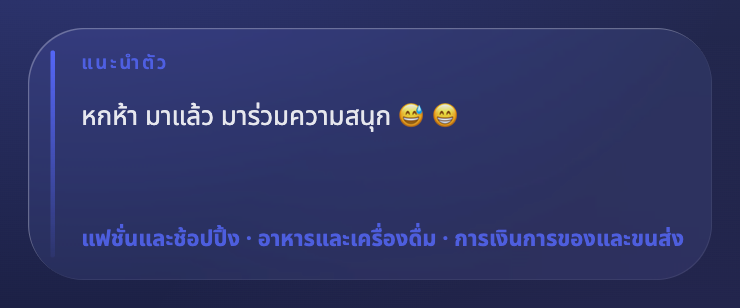 แนะนำตัว
หกห้า มาแล้ว มาร่วมความสนุก 😅 😁
แฟชั่นและช้อปปิ้ง · อาหารและเครื่องดื่ม · การเงินการของและขนส่ง